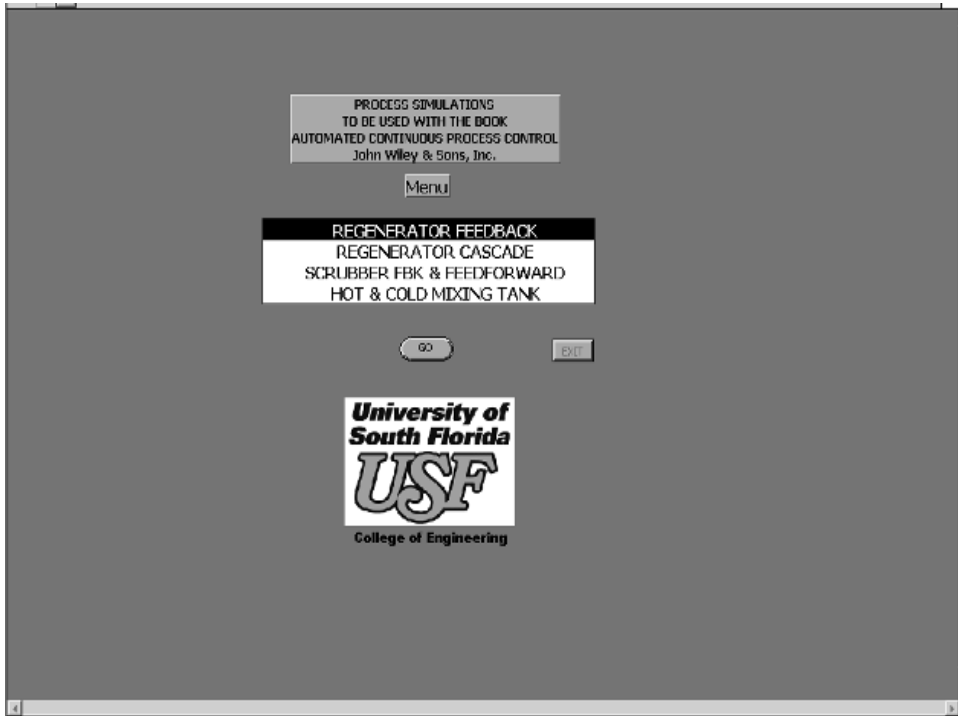 PROCESS SIMULATIONS
TO BE USED WITH THE BOOK
AUTOMATED CONTINUOUS PROCESS CONTROL
John Wiley & Sons, Inc.
Menu
REGENERATOR FEEDBACK
REGENERATOR CASCADE
SCRUBBER FBK & FEEDFORWARD
HOT & COLD MIXING TANK
GO
EXIT
University of
South Florida
USF
College of Engineering